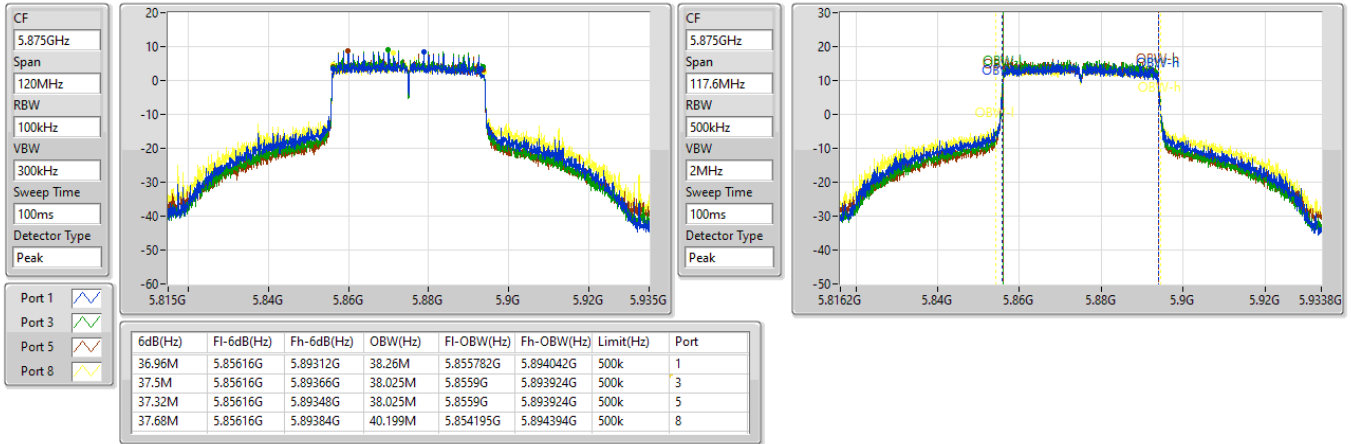 CF
5.875GHz
Span
120MHz
RBW
100kHz
VBW
300kHz
Sweep Time
100ms
Detector Type
Peak
20
10
0
-10
-20
-30
-40
-50
-60
5.815G 5.84G 5.86G 5.88G 5.9G 5.92G 5.935G
CF
5.875GHz
Span
117.6MHz
RBW
500kHz
VBW
2MHz
Sweep Time
100ms
Detector Type
Peak
30
20
10
0
-10
-20
-30
-40
-50
OBW-h
OBW-h
OBW-l
5.8162G 5.84G 5.86G 5.88G 5.9G 5.92G 5.9338G
Port 1
Port 3
Port 5
Port 8
6dB(Hz) Fl-6dB(Hz) Fh-6dB(Hz) OBW(Hz) Fl-OBW(Hz) Fh-OBW(Hz) Limit(Hz) Port
36.96M 5.85616G 5.89312G 38.26M 5.855782G 5.894042G 500k 1
37.5M 5.85616G 5.89366G 38.025M 5.8559G 5.893924G 500k 3
37.32M 5.85616G 5.89348G 38.025M 5.8559G 5.893924G 500k 5
37.68M 5.85616G 5.89384G 40.199M 5.854195G 5.894394G 500k 8